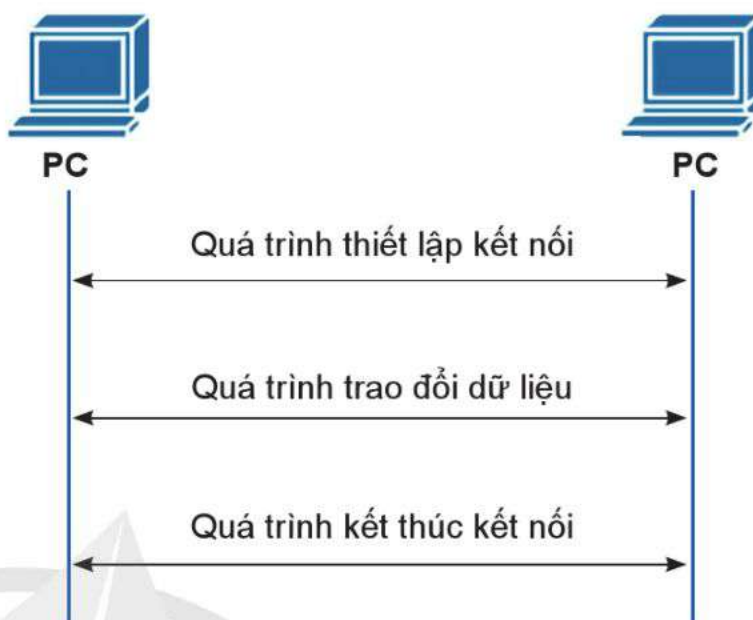 PC
PC
Quá trình thiết lập kết nối
Quá trình trao đổi dữ liệu
Quá trình kết thúc kết nối